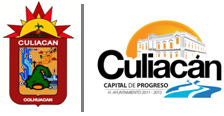 CULIACAN
COLHUACAN
Culiacán
CAPITAL DE PROGRESO
H. AYUNTAMIENTO 2011 - 2013